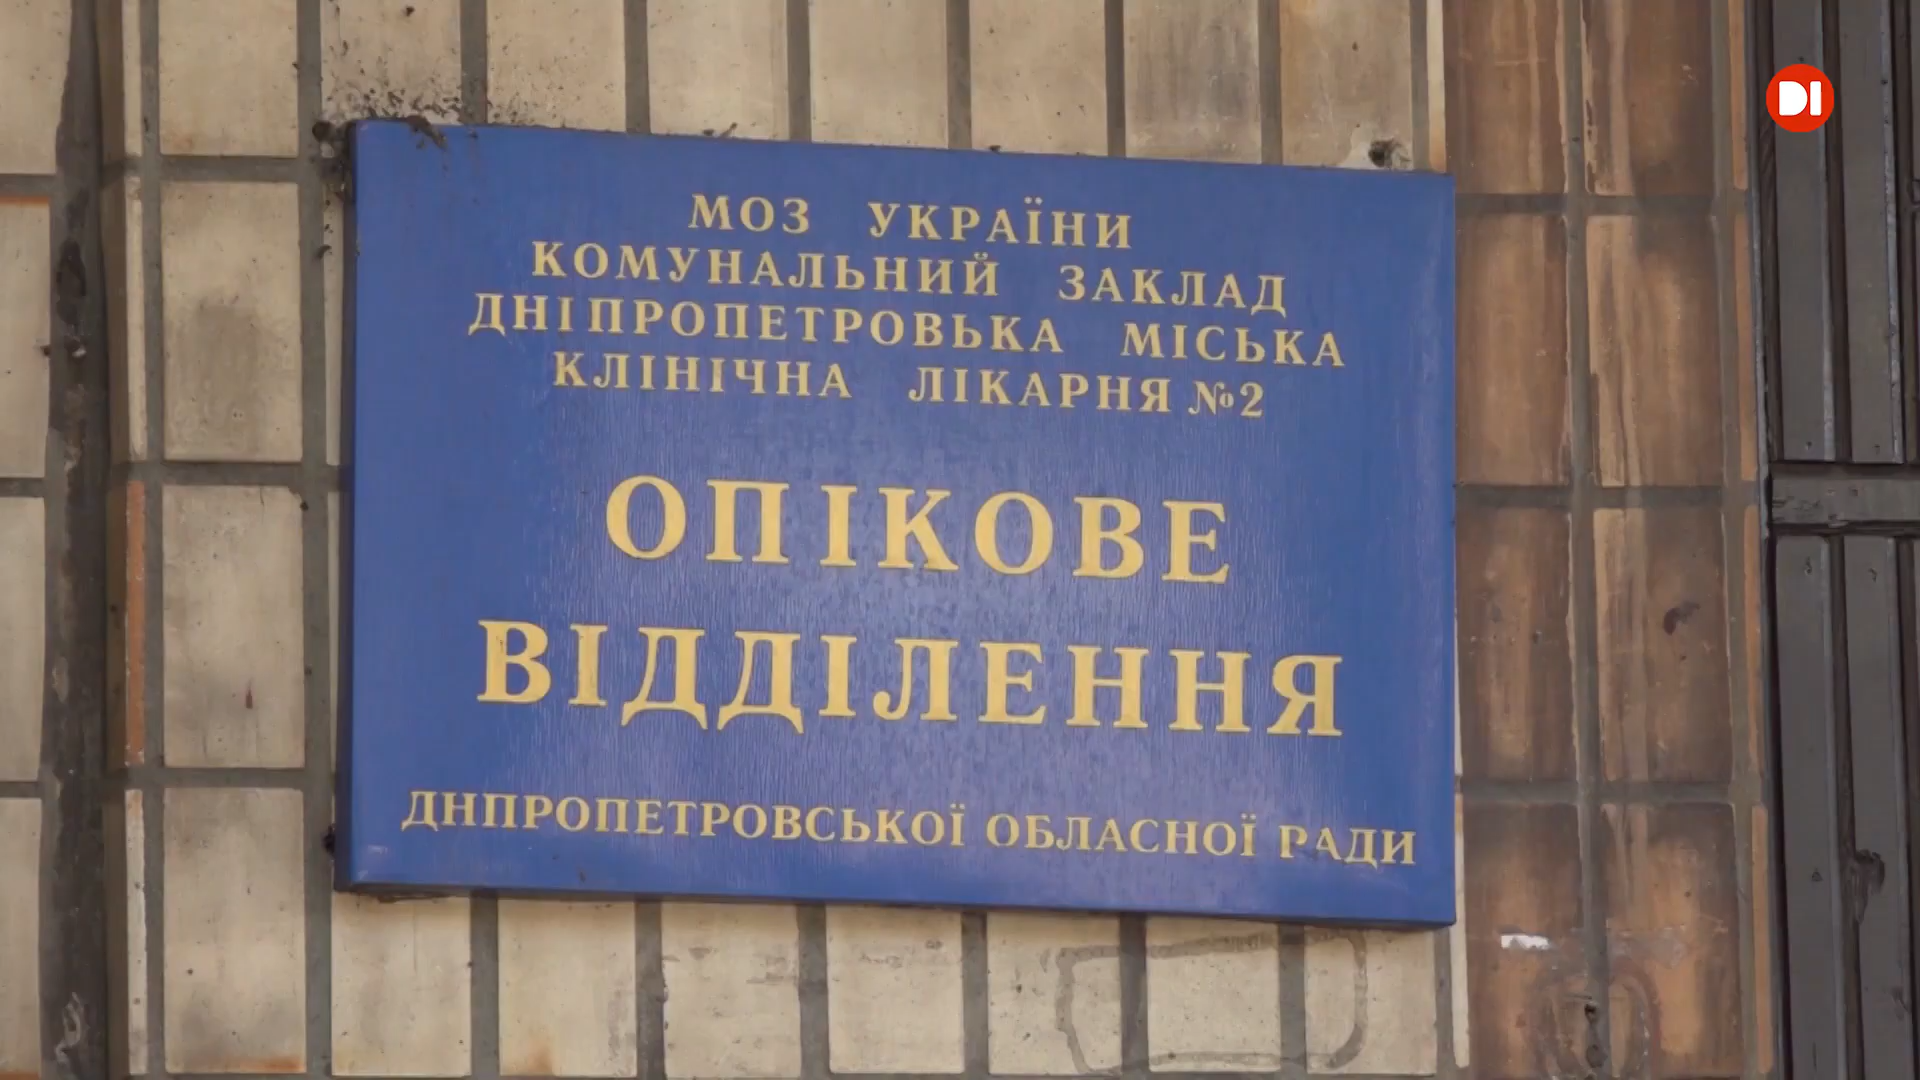 DI
МОЗ УКРАЇНИ
КОМУНАЛЬНИЙ ЗАКЛАД
ДНІПРОПЕТРОВЬКА МІСЬКА
КЛІНІЧНА ЛІКАРНЯ №2
ОПІКОВЕ
ВІДДІЛЕННЯ
ДНПРОПЕТРОВСЬКОЇ ОБЛАСНОЇ РАДИ